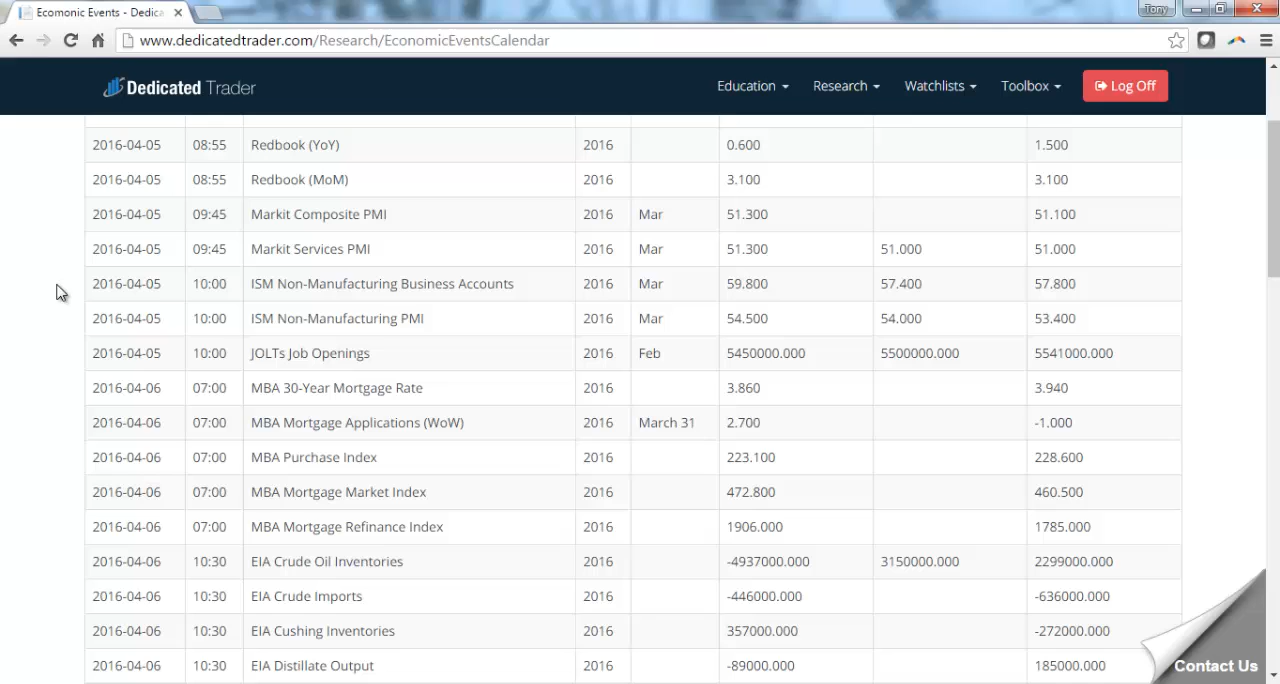 Ecomonic Events - Dedica
Tony
www.dedicatedtrader.com/Research/EconomicEventsCalendar
Dedicated Trader Education Research Watchlists Toolbox Log Off
2016-04-05 08:55 Redbook (YoY) 2016 0.600 1.500
2016-04-05 08:55 Redbook (MoM) 2016 3.100 3.100
2016-04-05 09:45 Markit Composite PMI 2016 Mar 51.300 51.100
2016-04-05 09:45 Markit Services PMI 2016 Mar 51.300 51.000 51.000
2016-04-05 10:00 ISM Non-Manufacturing Business Accounts 2016 Mar 59.800 57.400 57.800
2016-04-05 10:00 ISM Non-Manufacturing PMI 2016 Mar 54.500 54.000 53.400
2016-04-05 10:00 JOLTs Job Openings 2016 Feb 5450000.000 5500000.000 5541000.000
2016-04-06 07:00 MBA 30-Year Mortgage Rate 2016 3.860 3.940
2016-04-06 07:00 MBA Mortgage Applications (WoW) 2016 March 31 2.700 -1.000
2016-04-06 07:00 MBA Purchase Index 2016 223.100 228.600
2016-04-06 07:00 MBA Mortgage Market Index 2016 472.800 460.500
2016-04-06 07:00 MBA Mortgage Refinance Index 2016 1906.000 1785.000
2016-04-06 10:30 EIA Crude Oil Inventories 2016 -4937000.000 3150000.000 2299000.000
2016-04-06 10:30 EIA Crude Imports 2016 -446000.000 -636000.000
2016-04-06 10:30 EIA Cushing Inventories 2016 357000.000 -272000.000
2016-04-06 10:30 EIA Distillate Output 2016 -89000.000 185000.000
Contact Us